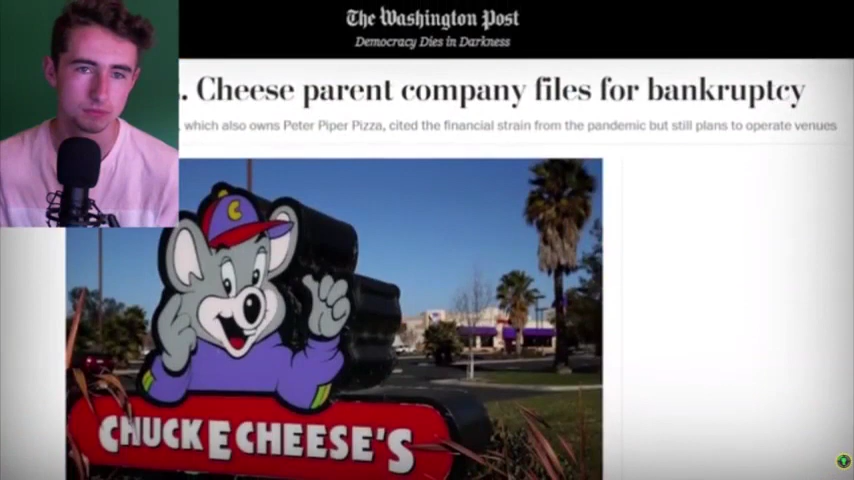 The Washington Post
Democracy Dies in Darkness
. Cheese parent company files for bankruptcy
which also owns Peter Piper Pizza, cited the financial strain from the pandemic but still plans to operate venues
C
CHUCK E CHEESE'S